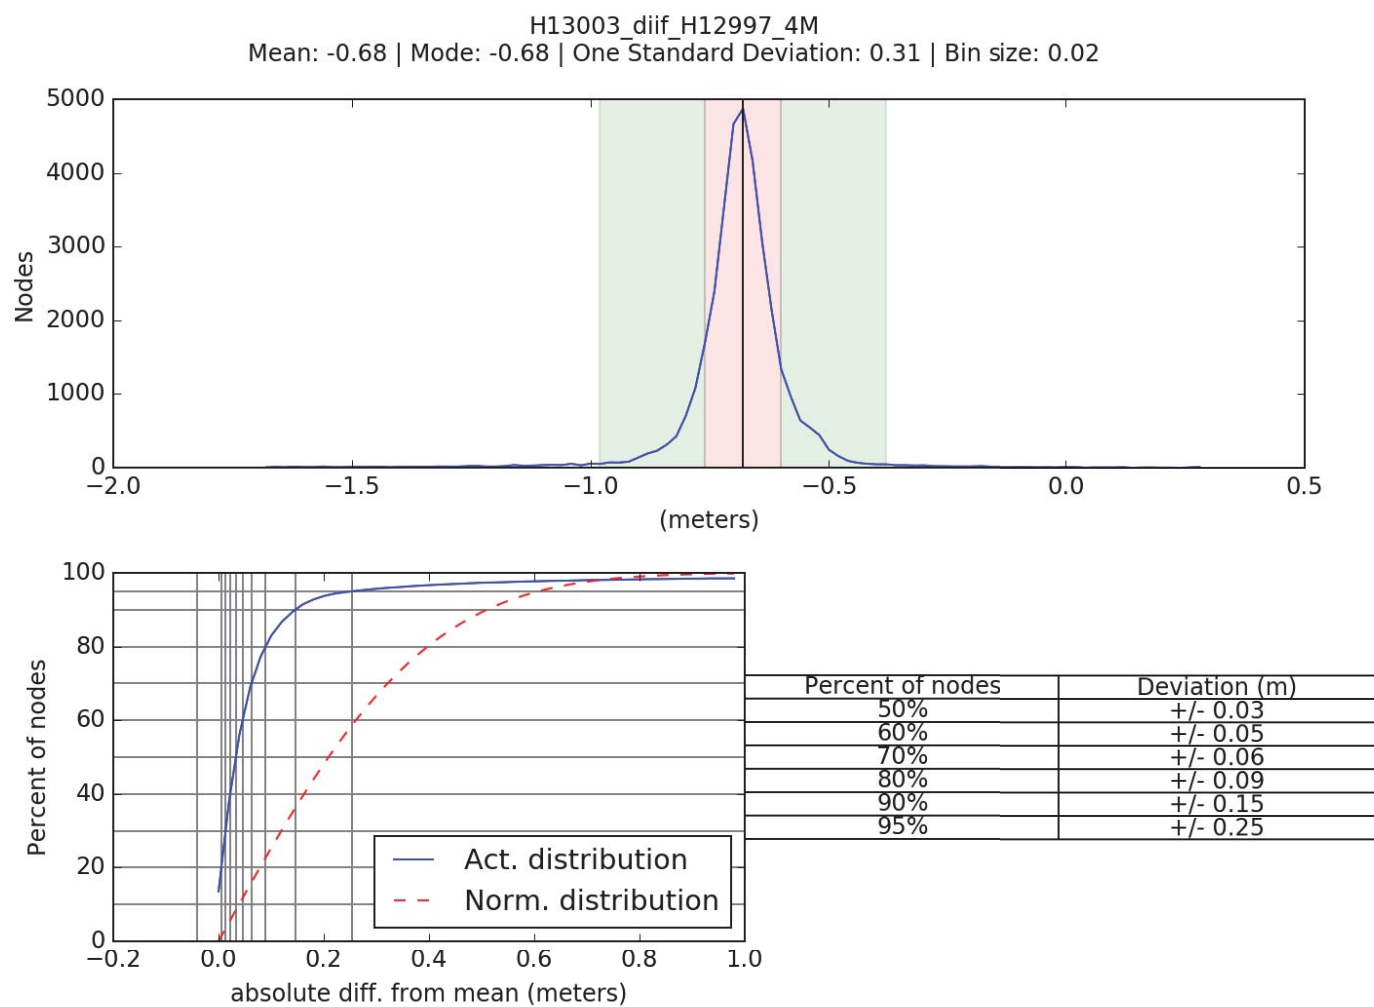 H13003_diif_H12997_4M
Mean: -0.68 | Mode: -0.68 | One Standard Deviation: 0.31 | Bin size: 0.02
5000
4000
3000
2000
1000
0
Nodes
−2.0 −1.5 −1.0 −0.5 0.0 0.5
(meters)
100
80
60
40
20
0
Percent of nodes
−0.2 0.0 0.2 0.4 0.6 0.8 1.0
absolute diff. from mean (meters)
Act. distribution
Norm. distribution
Percent of nodes Deviation (m)
50% +/- 0.03
60% +/- 0.05
70% +/- 0.06
80% +/- 0.09
90% +/- 0.15
95% +/- 0.25